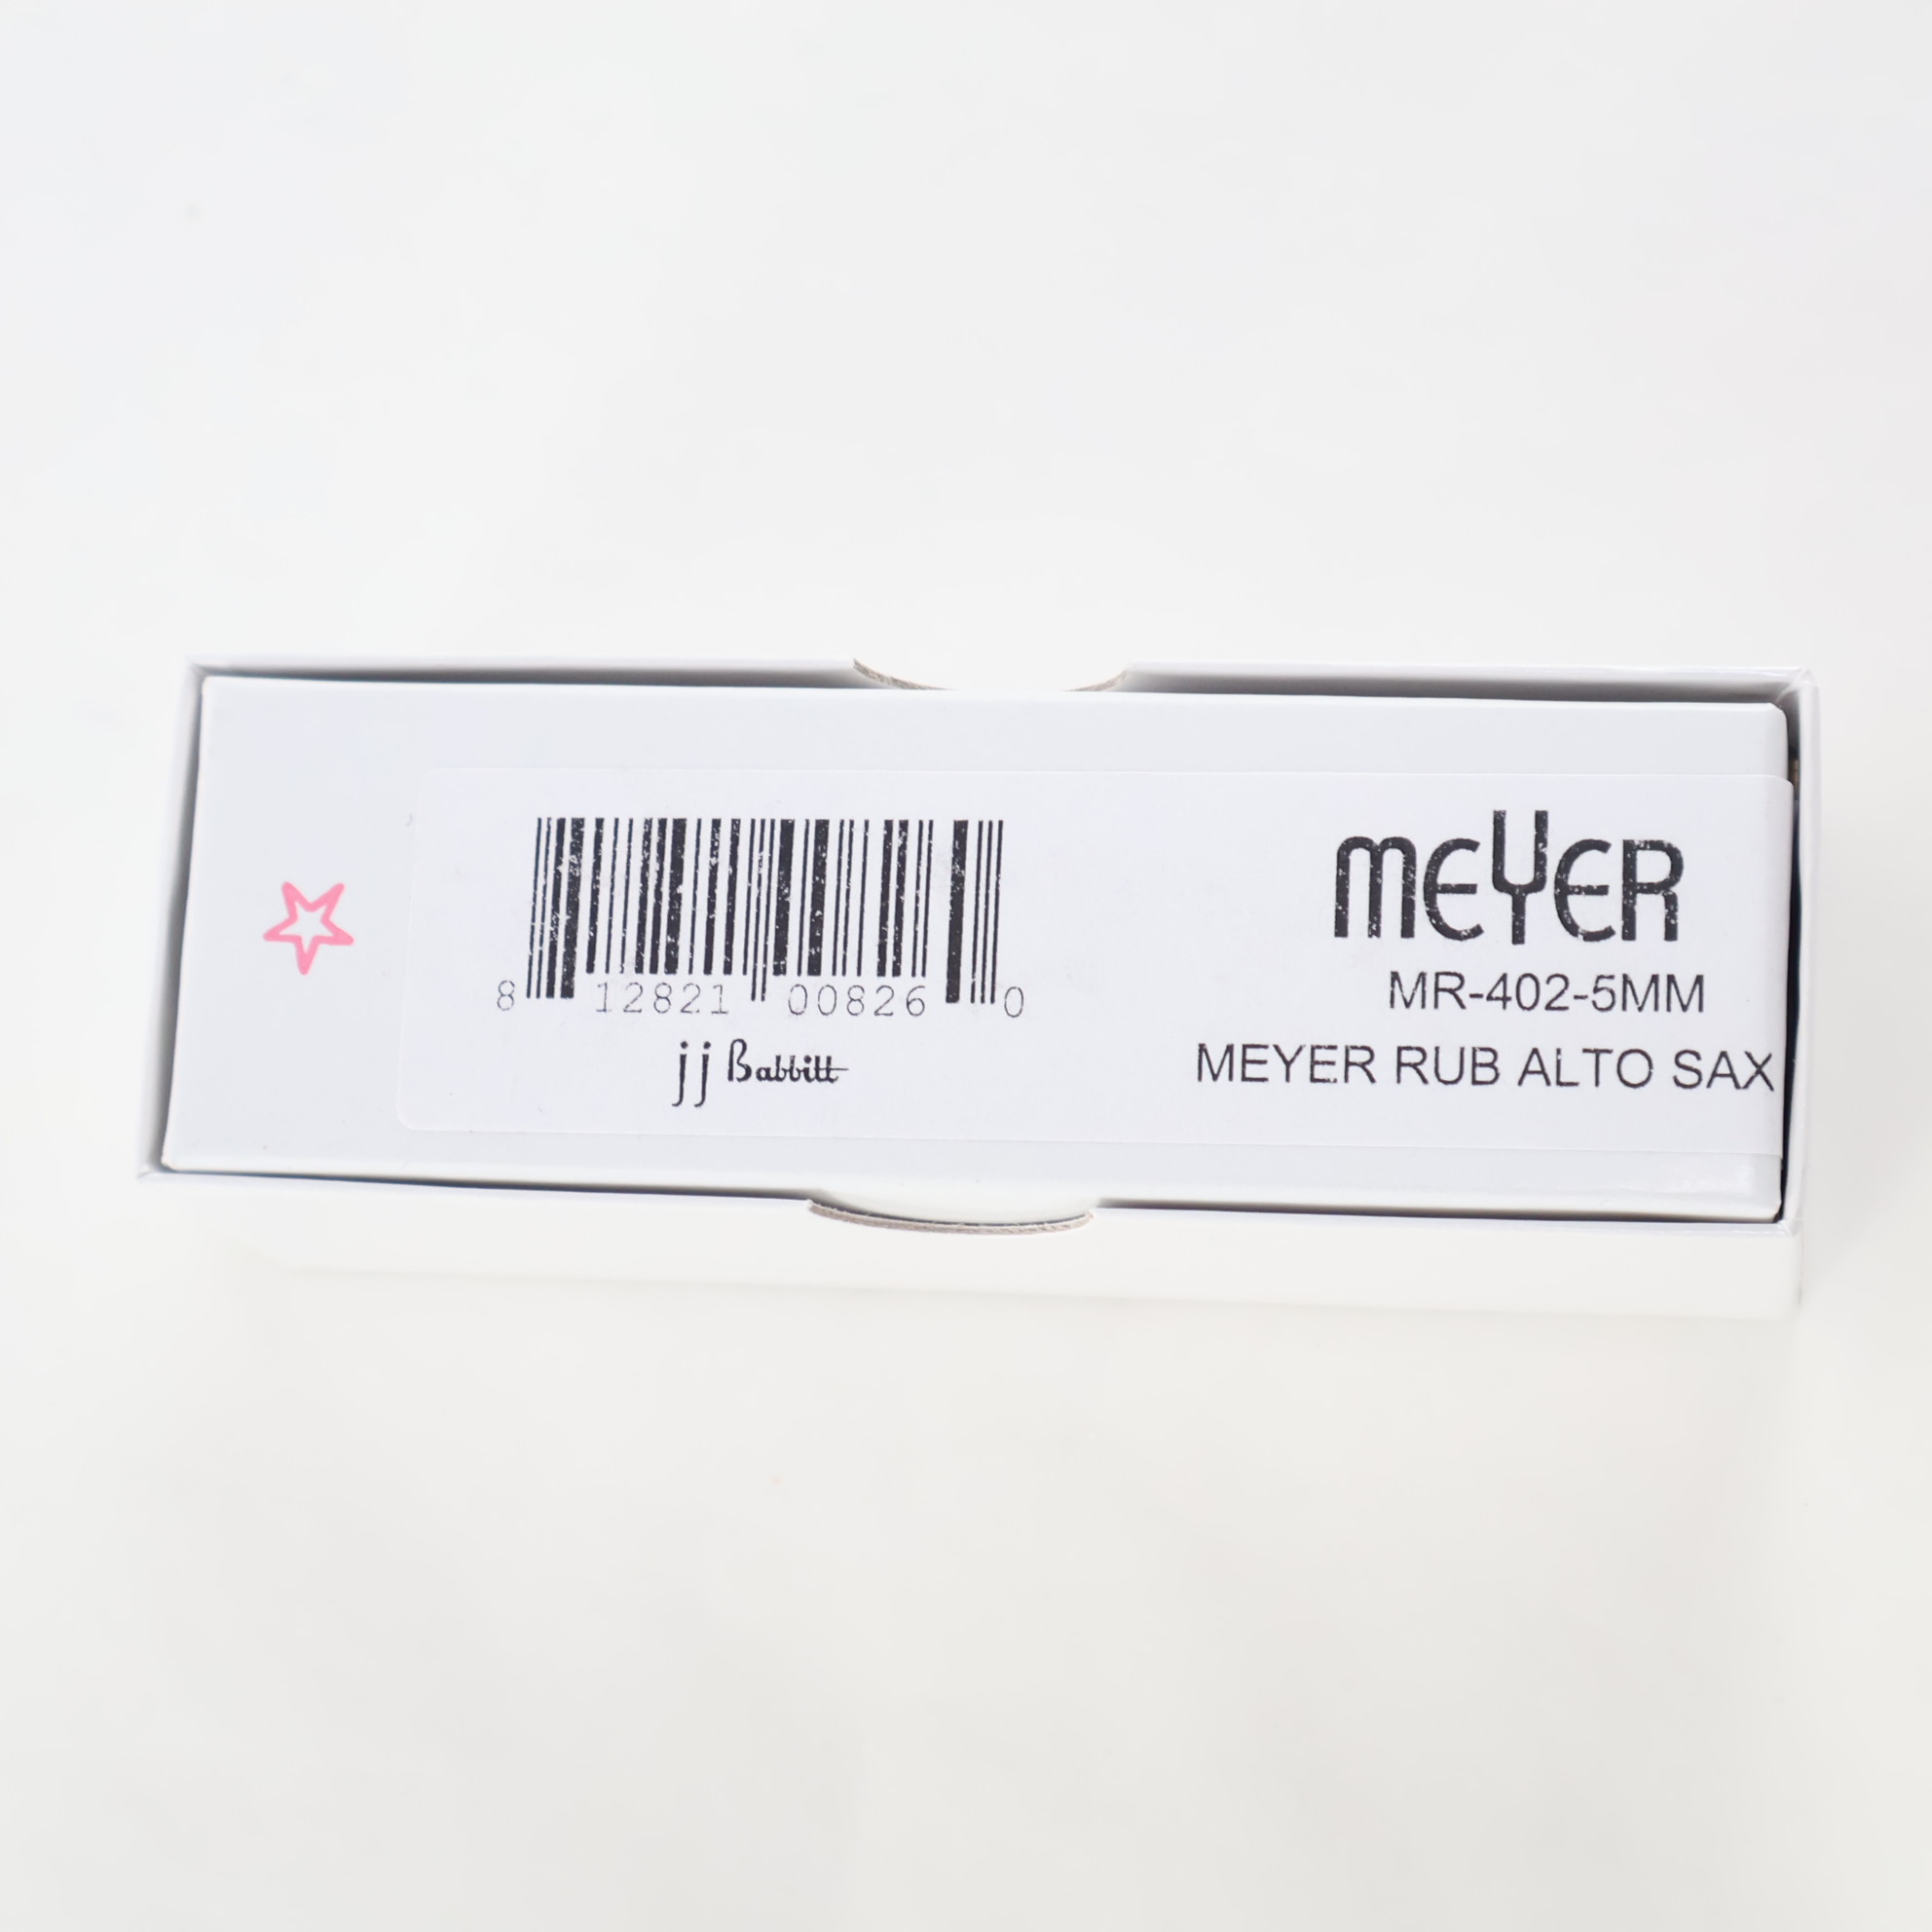 8 12821 00826 0
jj Babbitt
MEYER
MR-402-5MM
MEYER RUB ALTO SAX